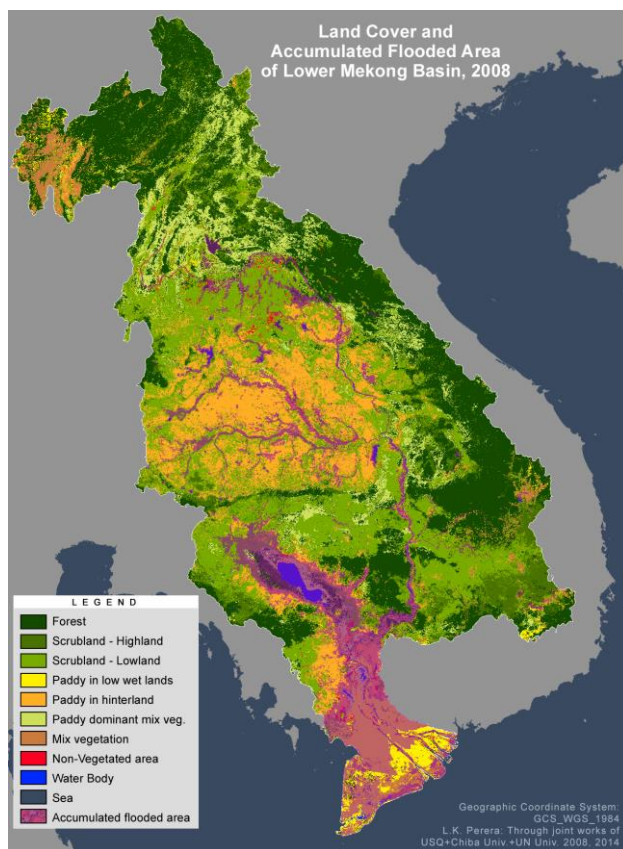 Land Cover and
Accumulated Flooded Area
of Lower Mekong Basin, 2008
LEGEND
Forest
Scrubland - Highland
Scrubland - Lowland
Paddy in low wet lands
Paddy in hinterland
Paddy dominant mix veg.
Mix vegetation
Non-Vegetated area
Water Body
Sea
Accumulated flooded area
Geographic Coordinate System:
GCS_WGS_1984
L.K. Perera: Through joint works of
USQ+Chiba Univ.+UN Univ. 2008, 2014